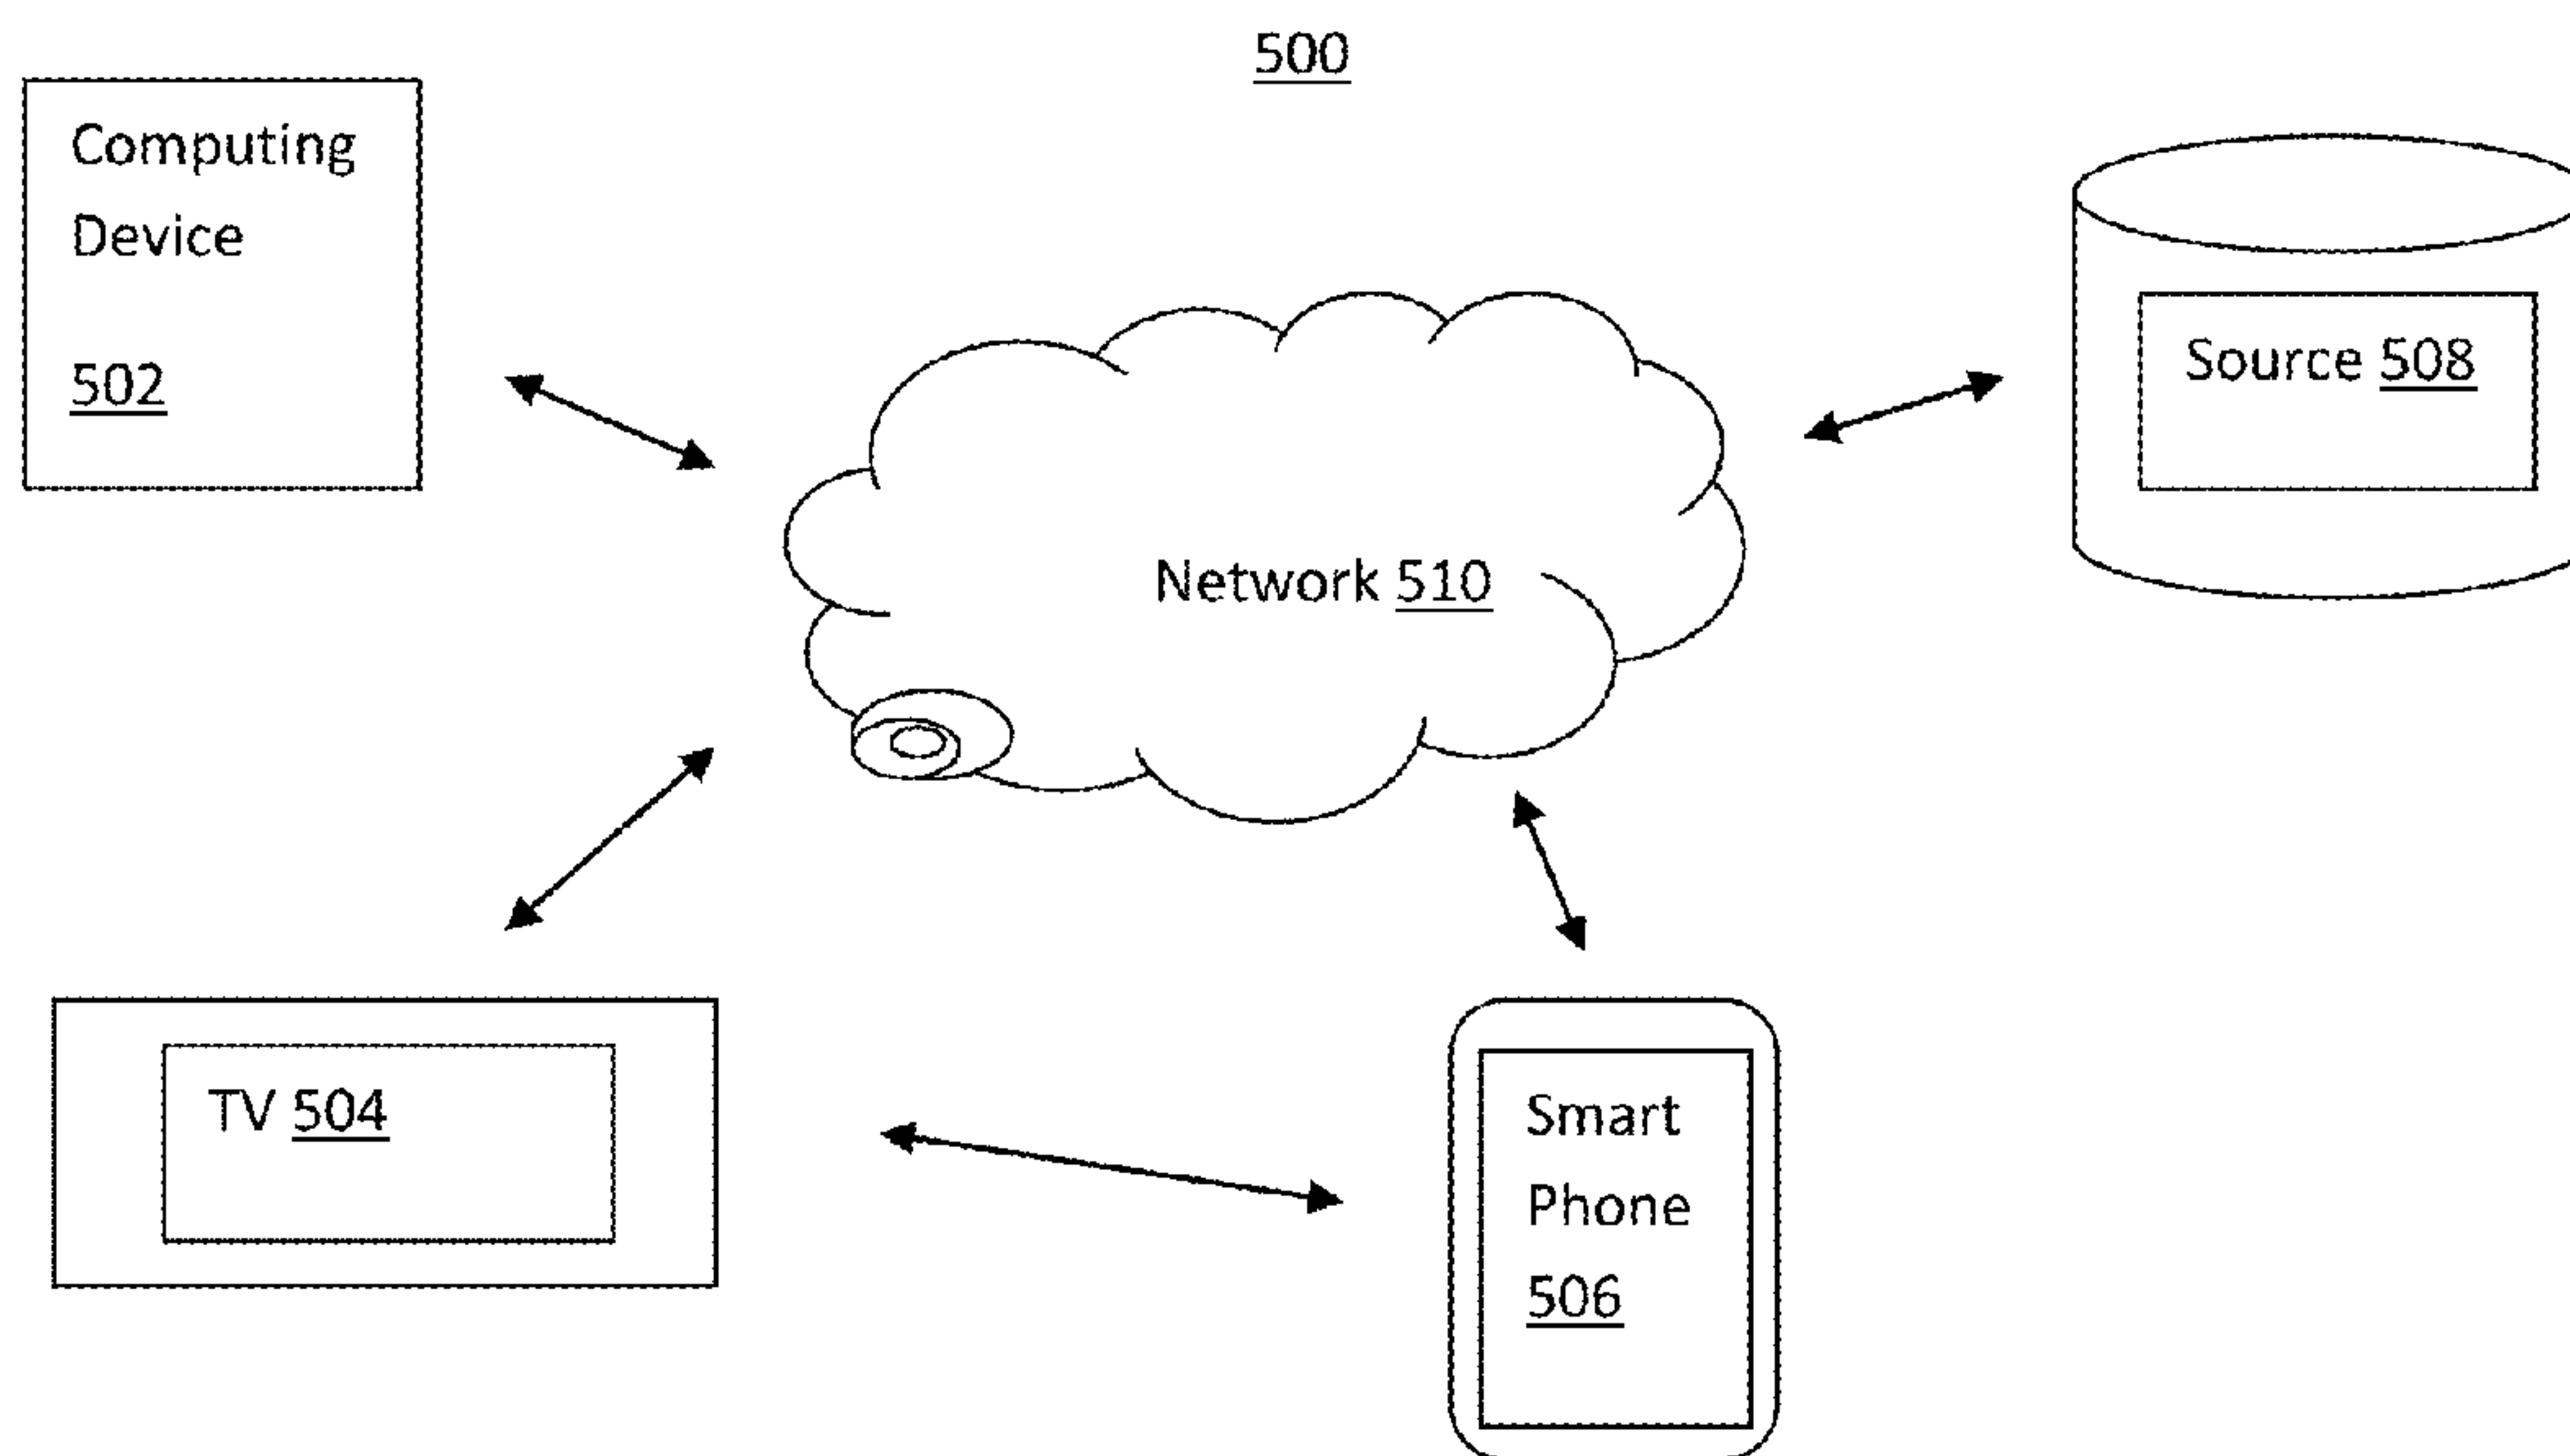 500
Computing
Device
502
Source 508
Network 510
TV 504
Smart
Phone
506